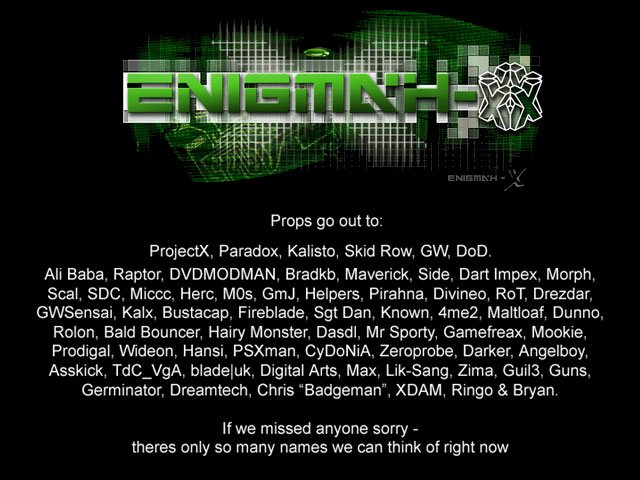 ENIGMAH-X
ENIGMAH-X
Props go out to:
ProjectX, Paradox, Kalisto, Skid Row, GW, DoD.
Ali Baba, Raptor, DVDMODMAN, Bradkb, Maverick, Side, Dart Impex, Morph,
Scal, SDC, Miccc, Herc, M0s, GmJ, Helpers, Pirahna, Divineo, RoT, Drezdar,
GWSensai, Kalx, Bustacap, Fireblade, Sgt Dan, Known, 4me2, Maltloaf, Dunno,
Rolon, Bald Bouncer, Hairy Monster, Dasdl, Mr Sporty, Gamefreax, Mookie,
Prodigal, Wideon, Hansi, PSXman, CyDoNiA, Zeroprobe, Darker, Angelboy,
Asskick, TdC_VgA, blade|uk, Digital Arts, Max, Lik-Sang, Zima, Guil3, Guns,
Germinator, Dreamtech, Chris “Badgeman”, XDAM, Ringo & Bryan.
If we missed anyone sorry -
theres only so many names we can think of right now